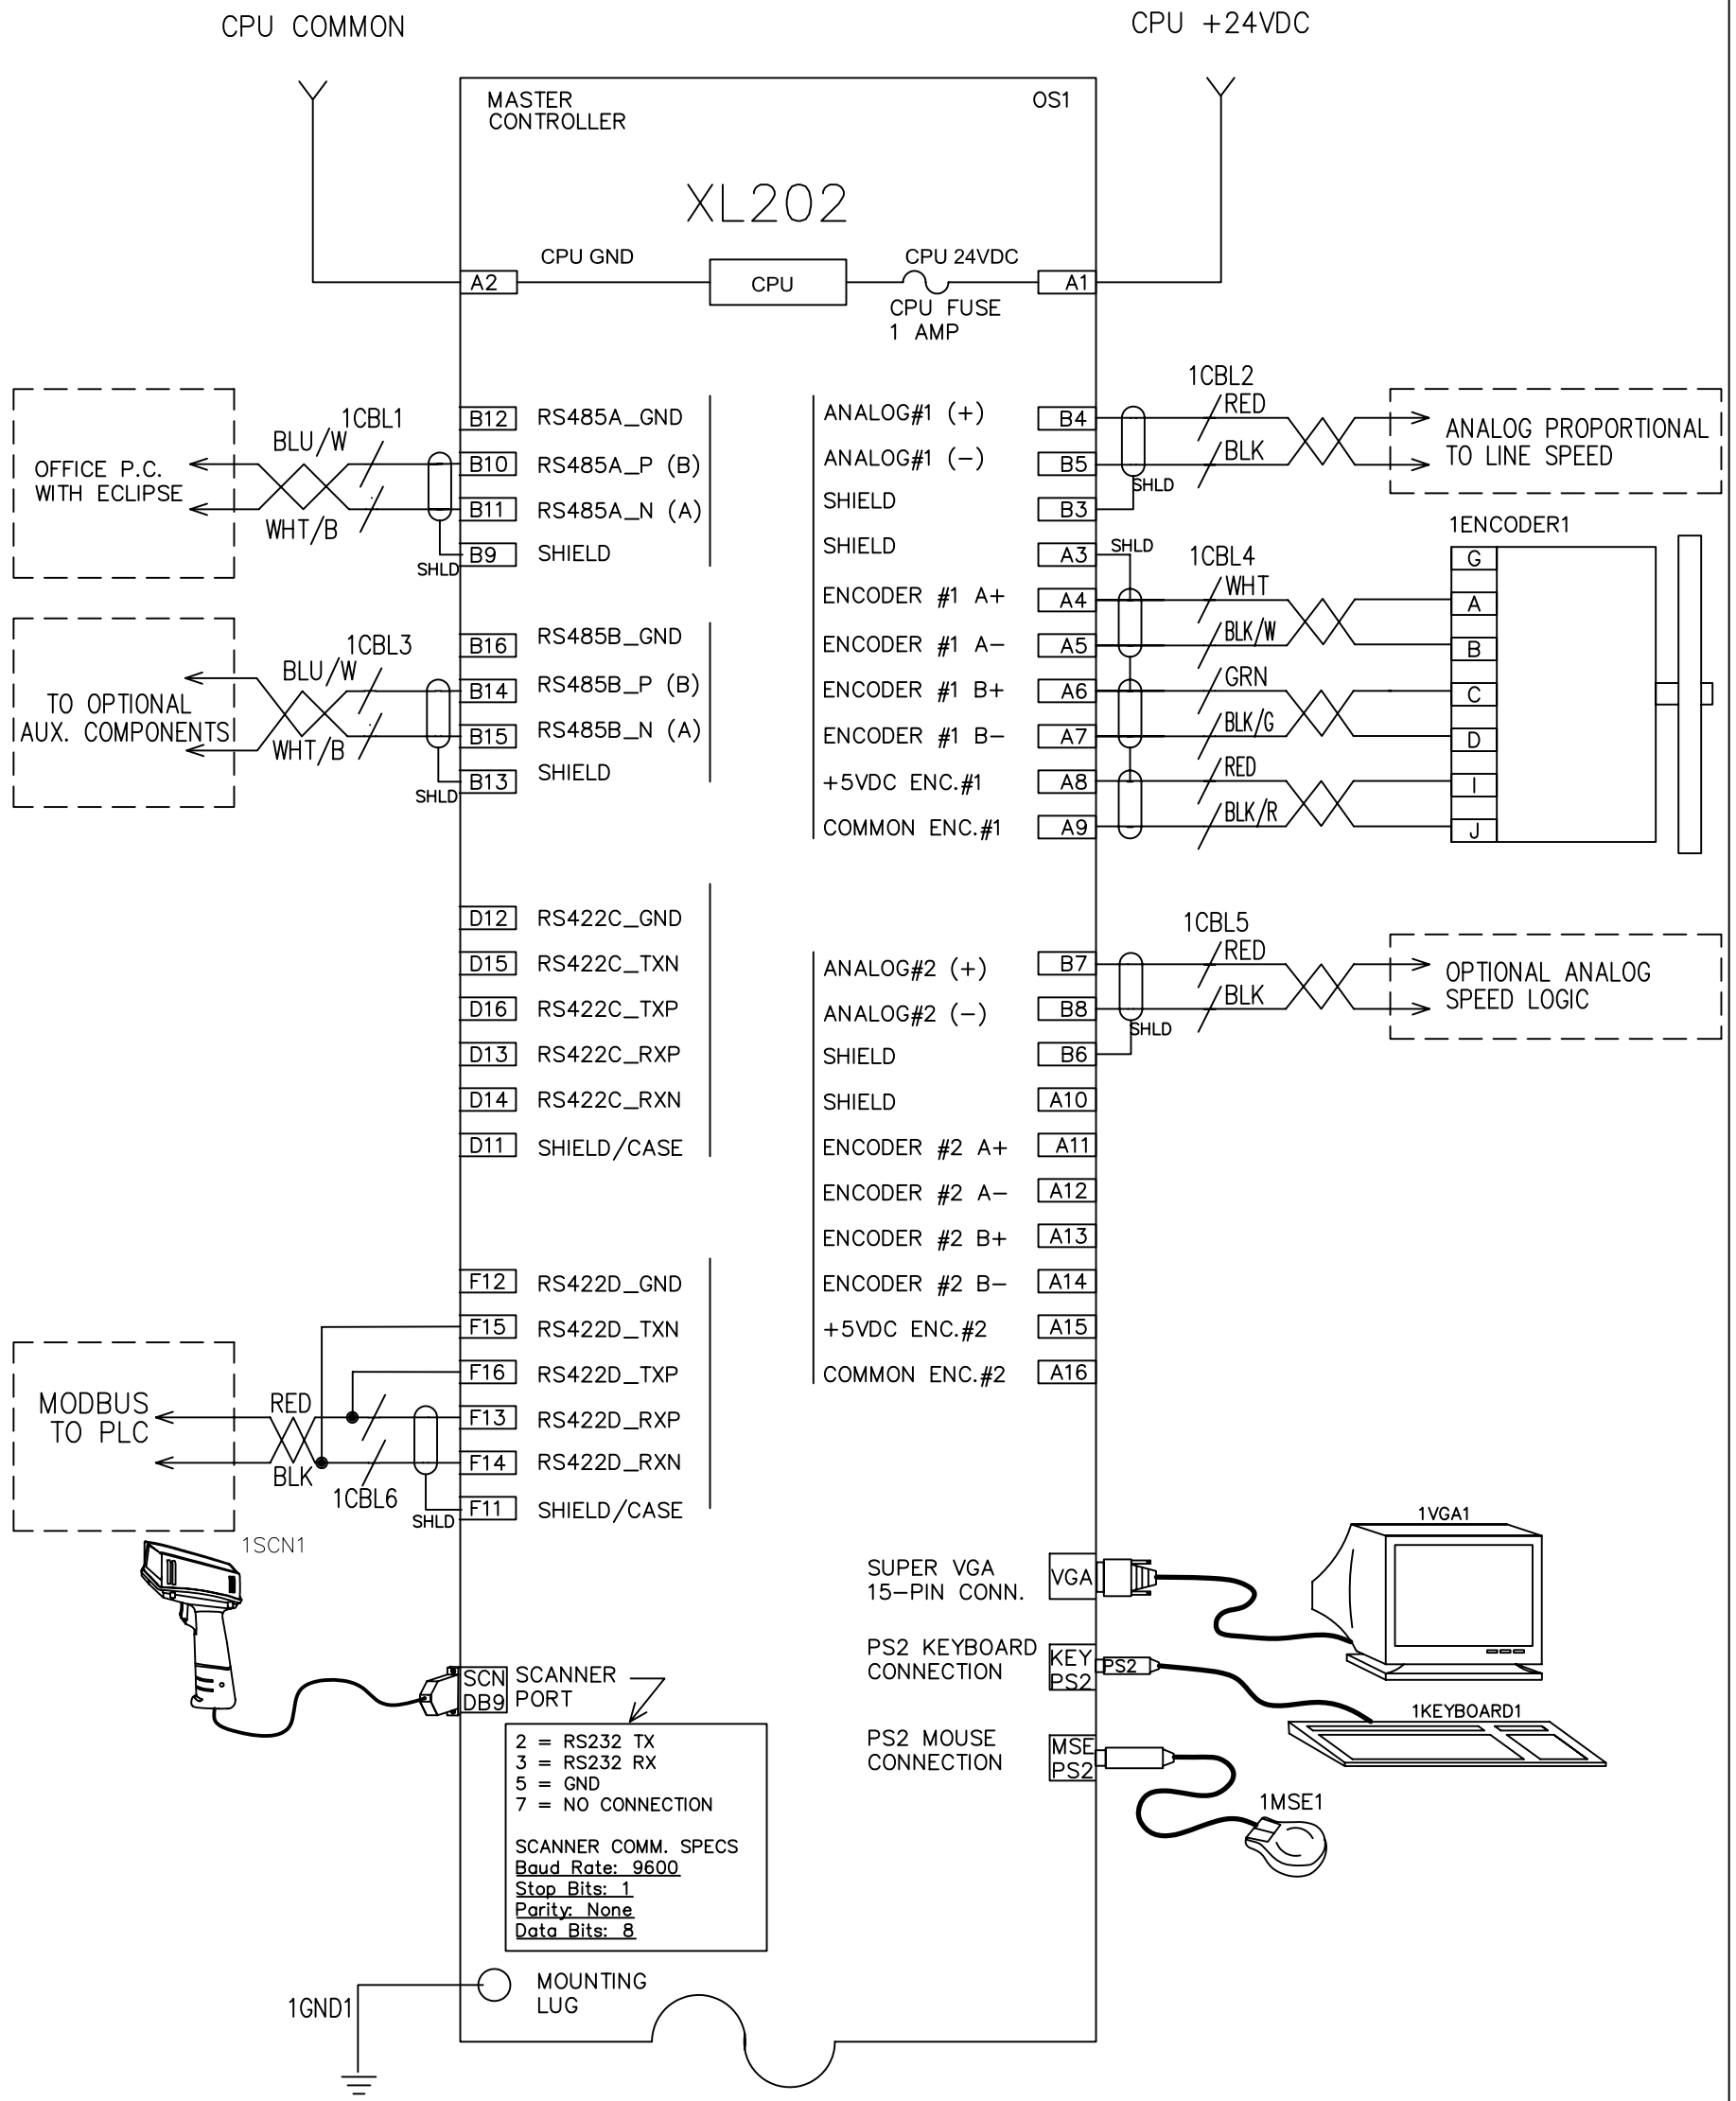 CPU COMMON
CPU +24VDC
MASTER
CONTROLLER
OS1
XL202
CPU GND
CPU 24VDC
A2
CPU
A1
CPU FUSE
1 AMP
OFFICE P.C.
WITH ECLIPSE
BLU/W
1CBL1
WHT/B
SHLD
B12
RS485A_GND
B10
RS485A_P (B)
B11
RS485A_N (A)
B9
SHIELD
TO OPTIONAL
AUX. COMPONENTS
BLU/W
1CBL3
WHT/B
SHLD
B16
RS485B_GND
B14
RS485B_P (B)
B15
RS485B_N (A)
B13
SHIELD
D12
RS422C_GND
D15
RS422C_TXN
D16
RS422C_TXP
D13
RS422C_RXP
D14
RS422C_RXN
D11
SHIELD/CASE
F12
RS422D_GND
F15
RS422D_TXN
F16
RS422D_TXP
F13
RS422D_RXP
F14
RS422D_RXN
F11
SHIELD/CASE
MODBUS
TO PLC
RED
BLK
1CBL6
SHLD
1SCN1
SCN
DB9
SCANNER
PORT
2 = RS232 TX
3 = RS232 RX
5 = GND
7 = NO CONNECTION
SCANNER COMM. SPECS
Baud Rate: 9600
Stop Bits: 1
Parity: None
Data Bits: 8
MOUNTING
LUG
1GND1
ANALOG#1 (+)
B4
ANALOG#1 (−)
B5
SHIELD
B3
SHIELD
A3
ENCODER #1 A+
A4
ENCODER #1 A−
A5
ENCODER #1 B+
A6
ENCODER #1 B−
A7
+5VDC ENC.#1
A8
COMMON ENC.#1
A9
1CBL2
RED
BLK
SHLD
ANALOG PROPORTIONAL
TO LINE SPEED
SHLD
1CBL4
WHT
BLK/W
GRN
BLK/G
RED
BLK/R
1ENCODER1
G
A
B
C
D
I
J
ANALOG#2 (+)
B7
ANALOG#2 (−)
B8
SHIELD
B6
SHIELD
A10
ENCODER #2 A+
A11
ENCODER #2 A−
A12
ENCODER #2 B+
A13
ENCODER #2 B−
A14
+5VDC ENC.#2
A15
COMMON ENC.#2
A16
1CBL5
RED
BLK
SHLD
OPTIONAL ANALOG
SPEED LOGIC
SUPER VGA
15−PIN CONN.
VGA
1VGA1
PS2 KEYBOARD
CONNECTION
KEY
PS2
PS2
1KEYBOARD1
PS2 MOUSE
CONNECTION
MSE
PS2
1MSE1